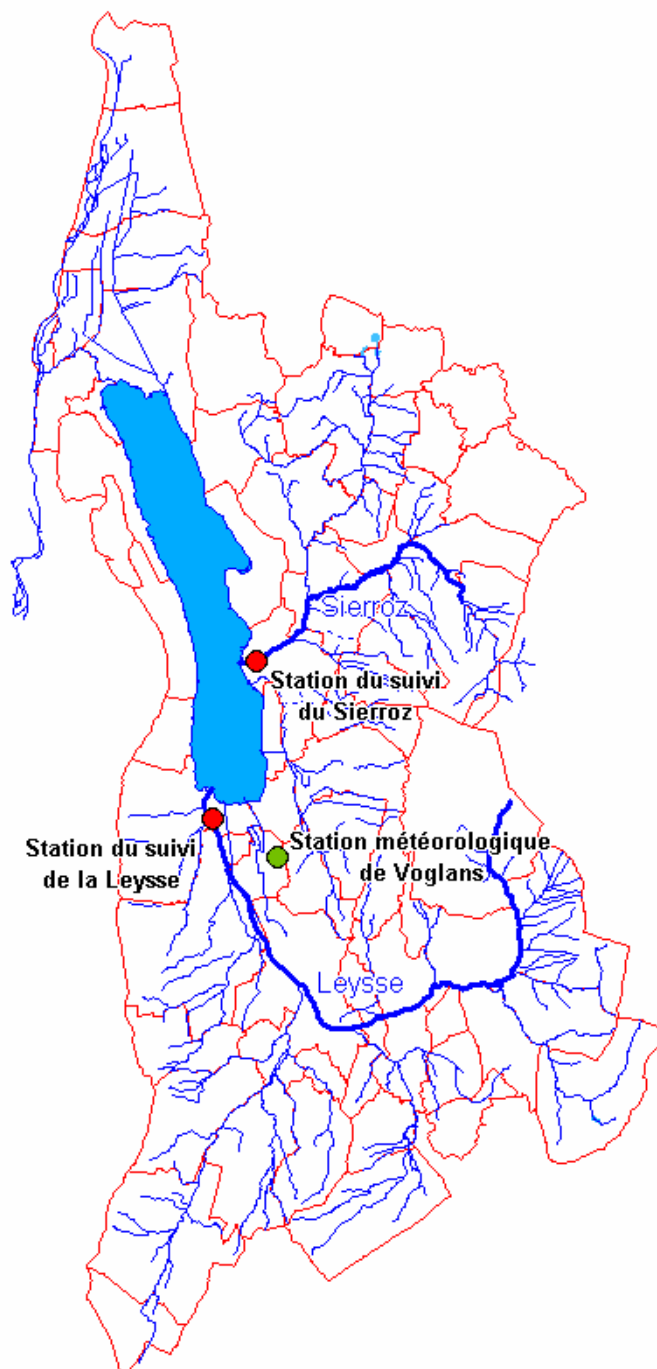 Sierroz
Station du suivi
du Sierroz
Station du suivi
de la Leysse
Station météorologique
de Voglans
Leysse